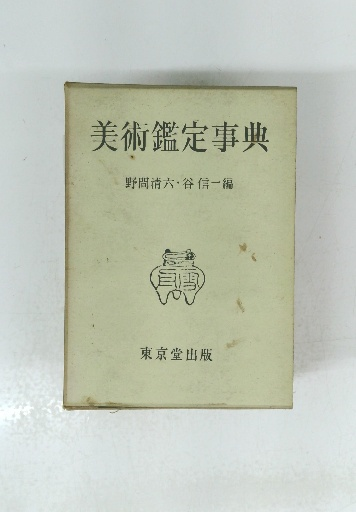 美術鑑定事典
野間清六・谷信一編
東京堂出版